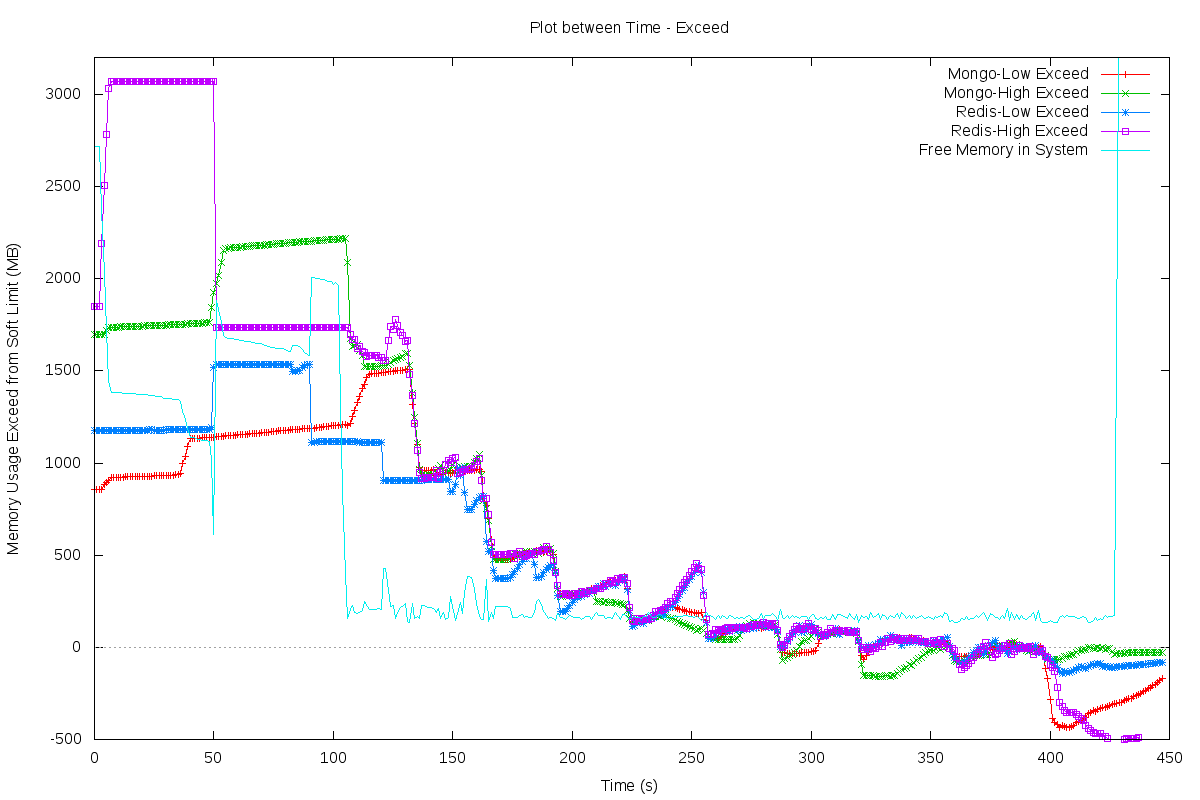 Plot between Time - Exceed
Mongo-Low Exceed
Mongo-High Exceed
Redis-Low Exceed
Redis-High Exceed
Free Memory in System
Memory Usage Exceed from Soft Limit (MB)
3000
2500
2000
1500
1000
500
0
-500
0 50 100 150 200 250 300 350 400 450
Time (s)